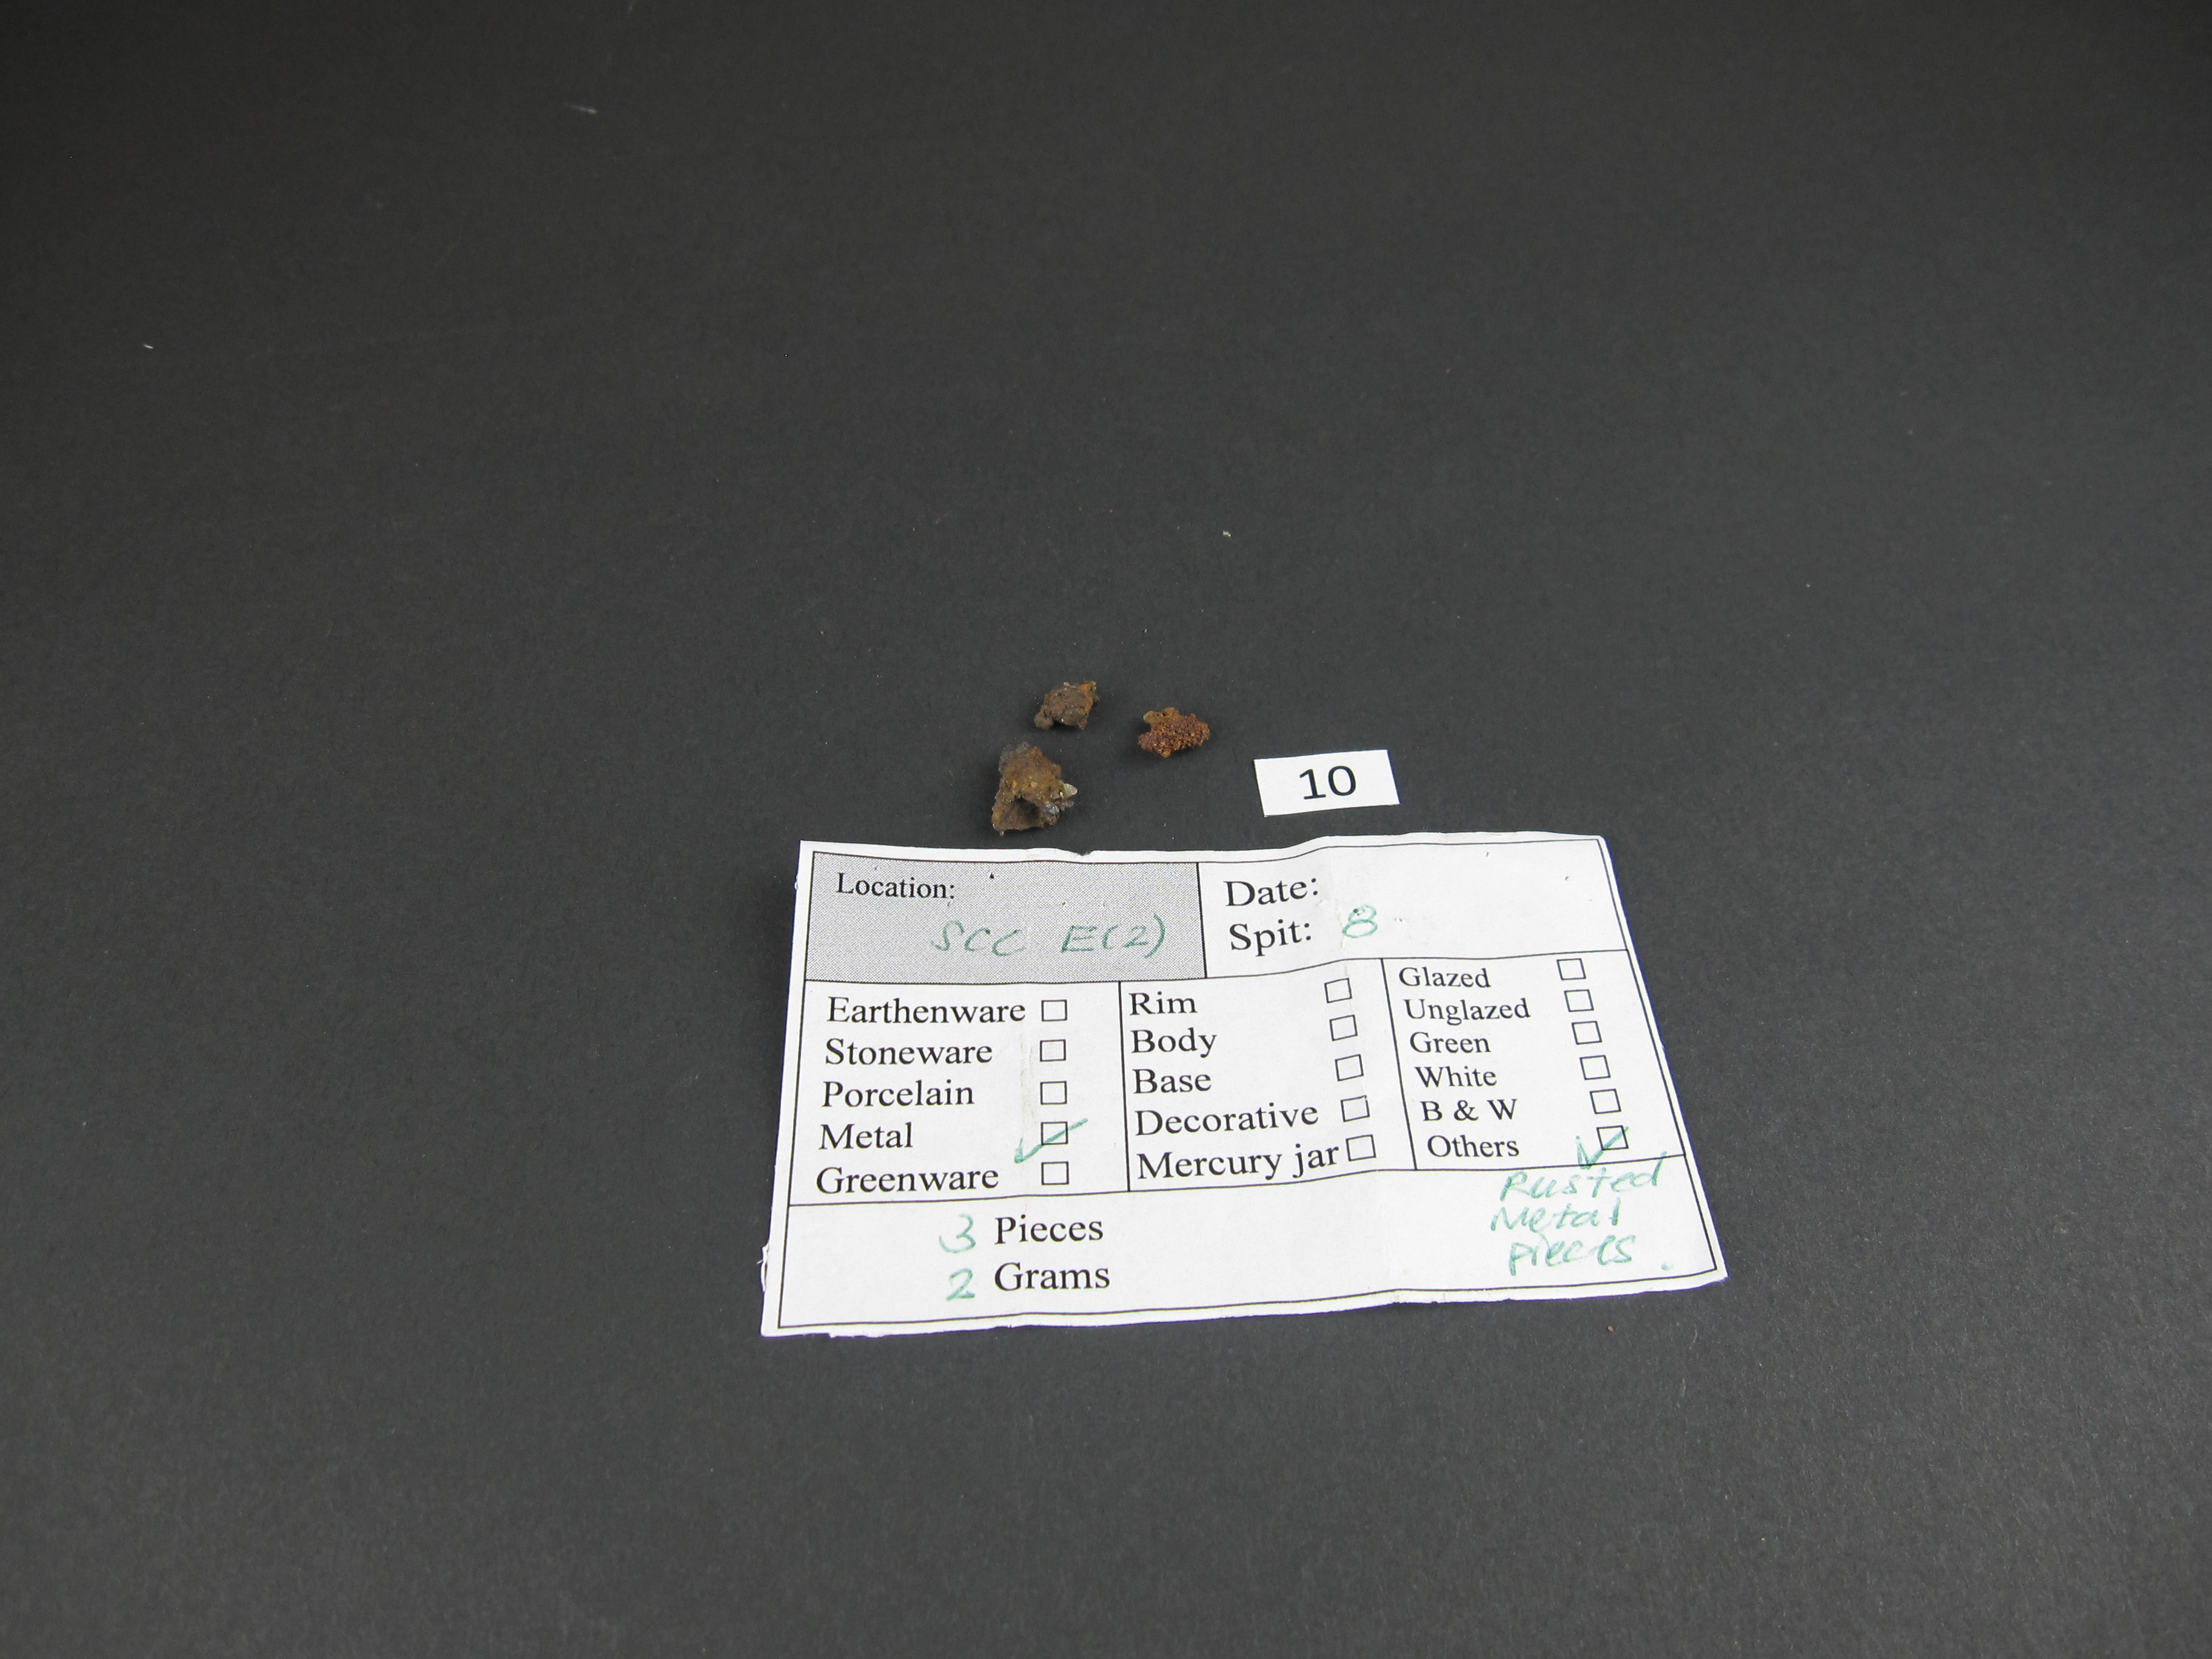 10
Location:
SCC E(2)
Date:
Spit: 8
Earthenware
Stoneware
Porcelain
Metal
Greenware
Rim
Body
Base
Decorative
Mercury jar
Glazed
Unglazed
Green
White
B & W
Others
Rusted
Metal
pieces.
3 Pieces
2 Grams